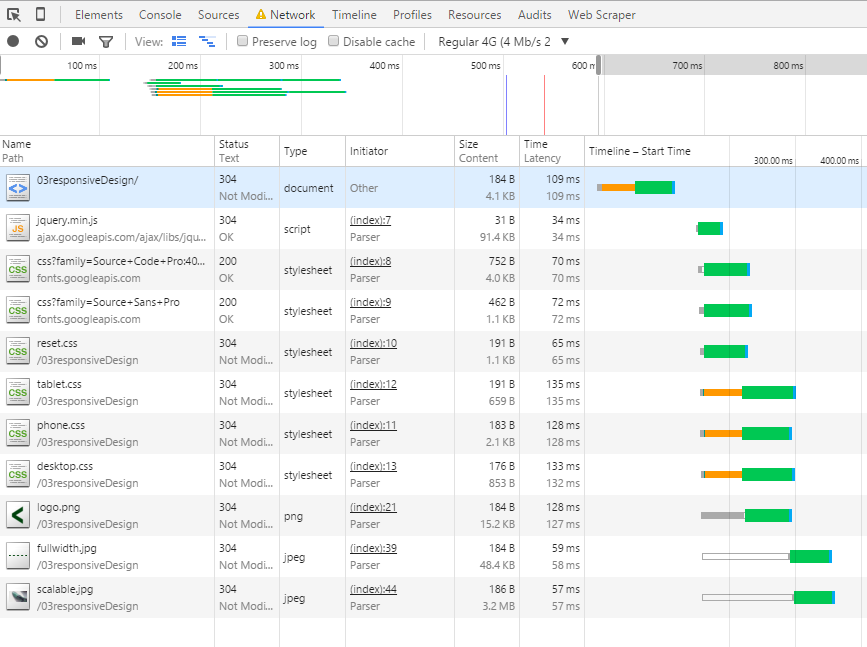 Elements Console Sources Network Timeline Profiles Resources Audits Web Scraper
View: Preserve log Disable cache Regular 4G (4 Mb/s 2 ▼
100 ms 200 ms 300 ms 400 ms 500 ms 600 m 700 ms 800 ms
Name Status Type Initiator Size Time Timeline – Start Time
Path Text Content Latency 300.00 ms 400.00 ms
03responsiveDesign/ 304 document Other 184 B 109 ms
Not Modi... 4.1 KB 109 ms
jquery.min.js 304 script (index):7 31 B 34 ms
ajax.googleapis.com/ajax/libs/jqu... OK Parser 91.4 KB 34 ms
css?family=Source+Code+Pro:40... 200 stylesheet (index):8 752 B 70 ms
fonts.googleapis.com OK Parser 4.0 KB 70 ms
css?family=Source+Sans+Pro 200 stylesheet (index):9 462 B 72 ms
fonts.googleapis.com OK Parser 1.1 KB 72 ms
reset.css 304 stylesheet (index):10 191 B 65 ms
/03responsiveDesign Not Modi... Parser 1.1 KB 65 ms
tablet.css 304 stylesheet (index):12 191 B 135 ms
/03responsiveDesign Not Modi... Parser 659 B 135 ms
phone.css 304 stylesheet (index):11 183 B 128 ms
/03responsiveDesign Not Modi... Parser 2.1 KB 128 ms
desktop.css 304 stylesheet (index):13 176 B 133 ms
/03responsiveDesign Not Modi... Parser 853 B 132 ms
logo.png 304 png (index):21 184 B 128 ms
/03responsiveDesign Not Modi... Parser 15.2 KB 127 ms
fullwidth.jpg 304 jpeg (index):39 184 B 59 ms
/03responsiveDesign Not Modi... Parser 48.4 KB 58 ms
scalable.jpg 304 jpeg (index):44 186 B 57 ms
/03responsiveDesign Not Modi... Parser 3.2 MB 57 ms